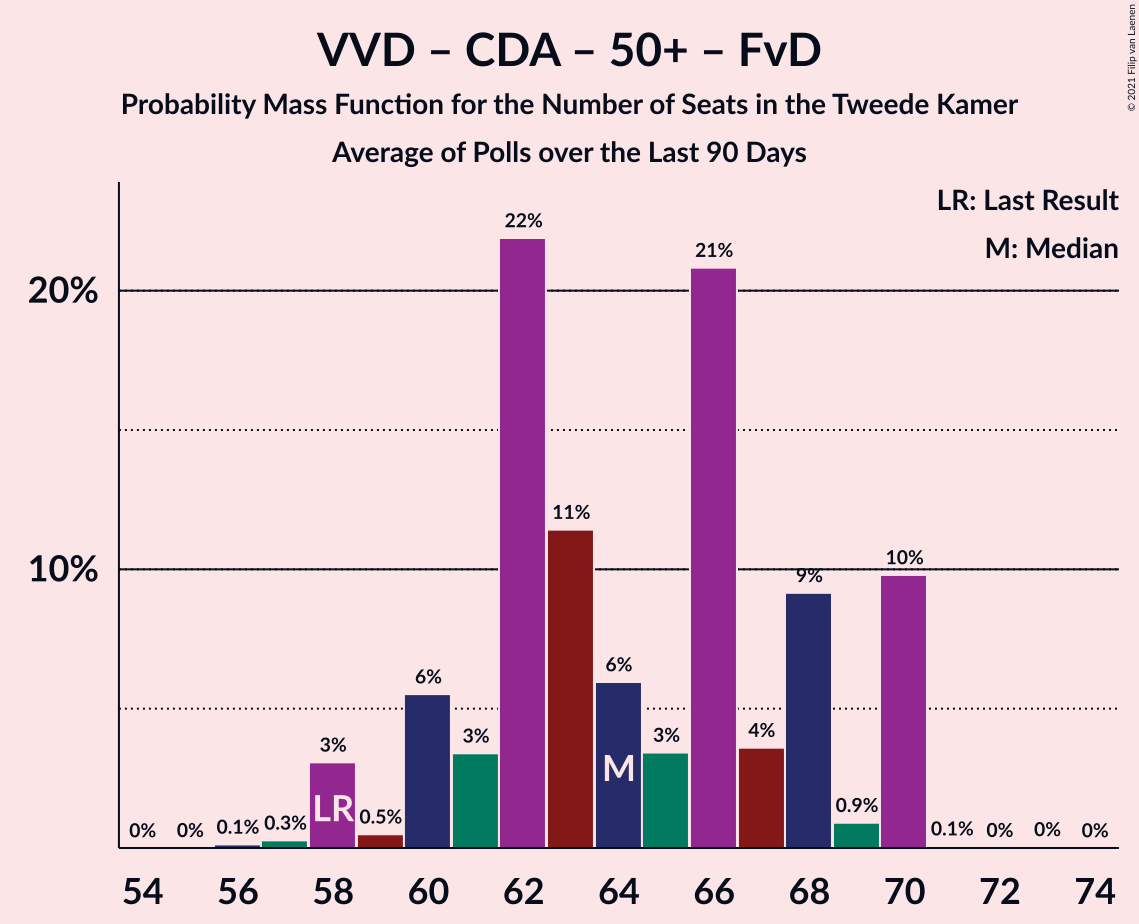 VVD – CDA – 50+ – FvD
Probability Mass Function for the Number of Seats in the Tweede Kamer
Average of Polls over the Last 90 Days
© 2021 Filip van Laenen
LR: Last Result
M: Median
20%
10%
0%
0%
0.1%
0.3%
3%
0.5%
6%
3%
22%
11%
6%
3%
21%
4%
9%
0.9%
10%
0.1%
0%
0%
0%
LR
M
54 56 58 60 62 64 66 68 70 72 74